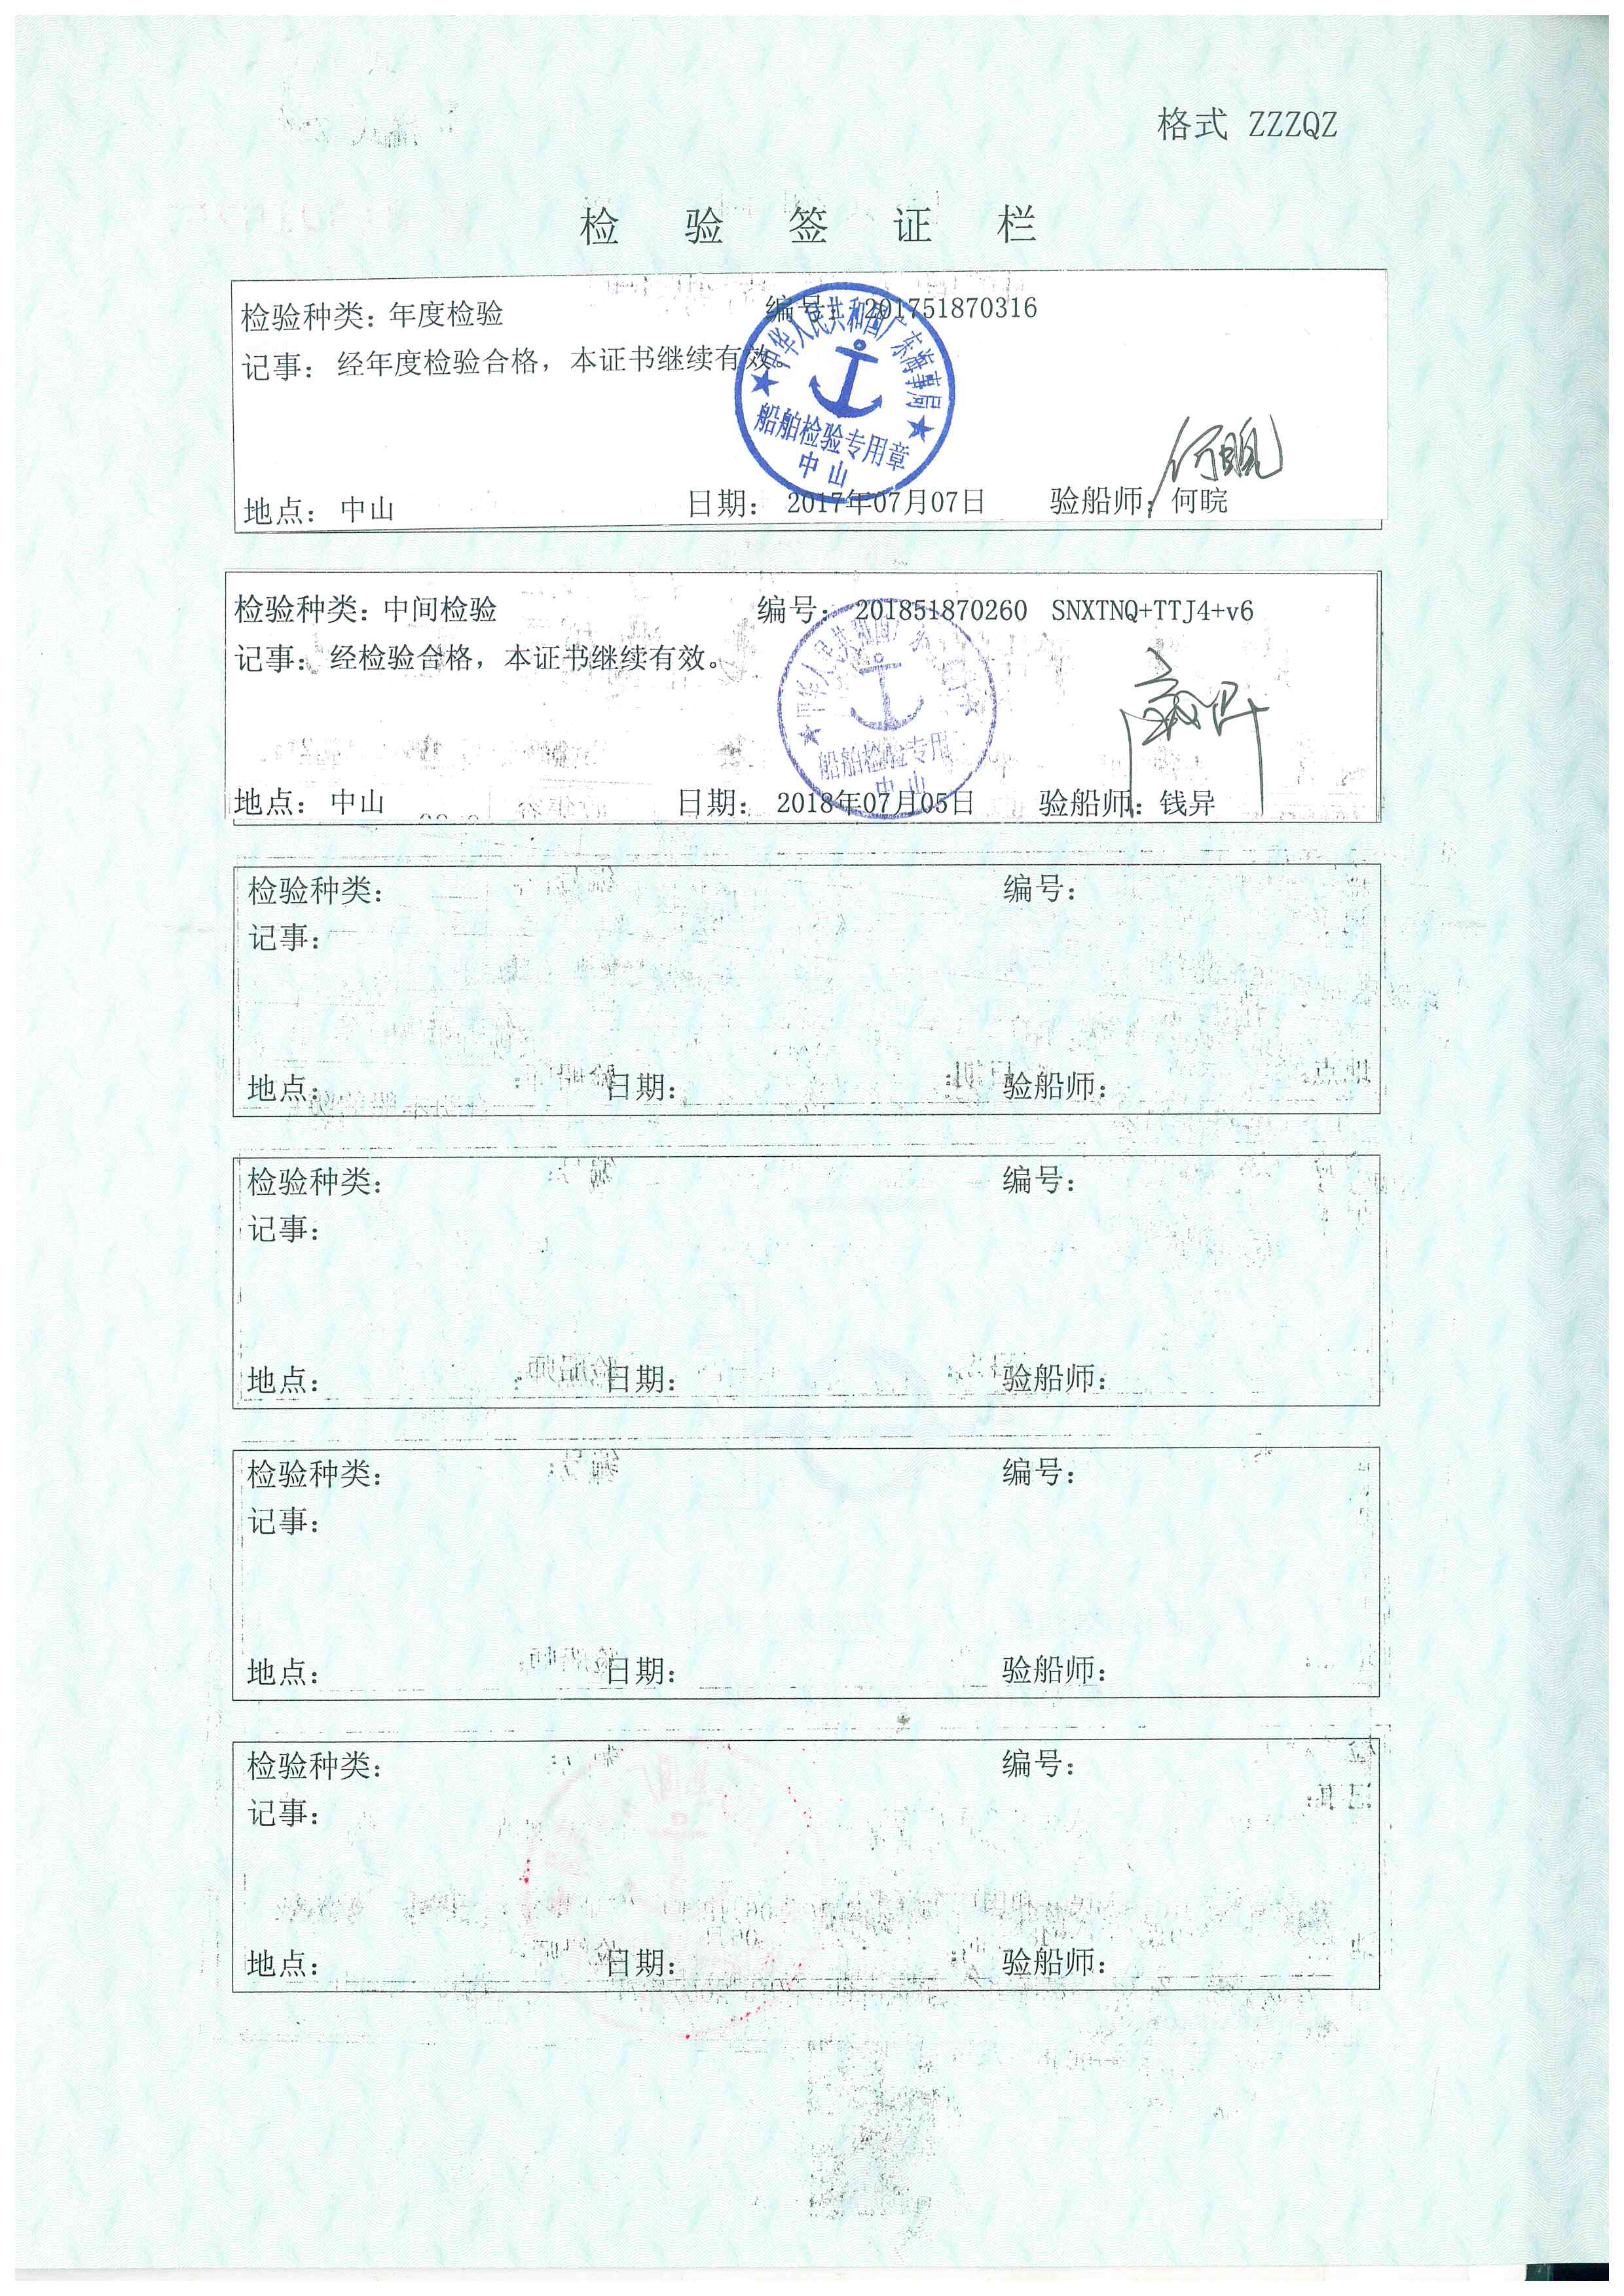 格式 ZZZQZ
检验签证栏
检验种类：年度检验 编号： 201751870316
记事：经年度检验合格，本证书继续有效。
中华人民共和国广东海事局
船舶检验专用章
中山
地点：中山 日期：2017年07月07日 验船师：何晥
检验种类：中间检验 编号： 201851870260 SNXTNQ+TTJ4+v6
记事：经检验合格，本证书继续有效。
中华人民共和国
船舶检验专用
中山
地点：中山 日期：2018年07月05日 验船师：钱异
检验种类： 编号：
记事：
地点： 日期： 验船师：
检验种类： 编号：
记事：
地点： 日期： 验船师：
检验种类： 编号：
记事：
地点： 日期： 验船师：
检验种类： 编号：
记事：
地点： 日期： 验船师：